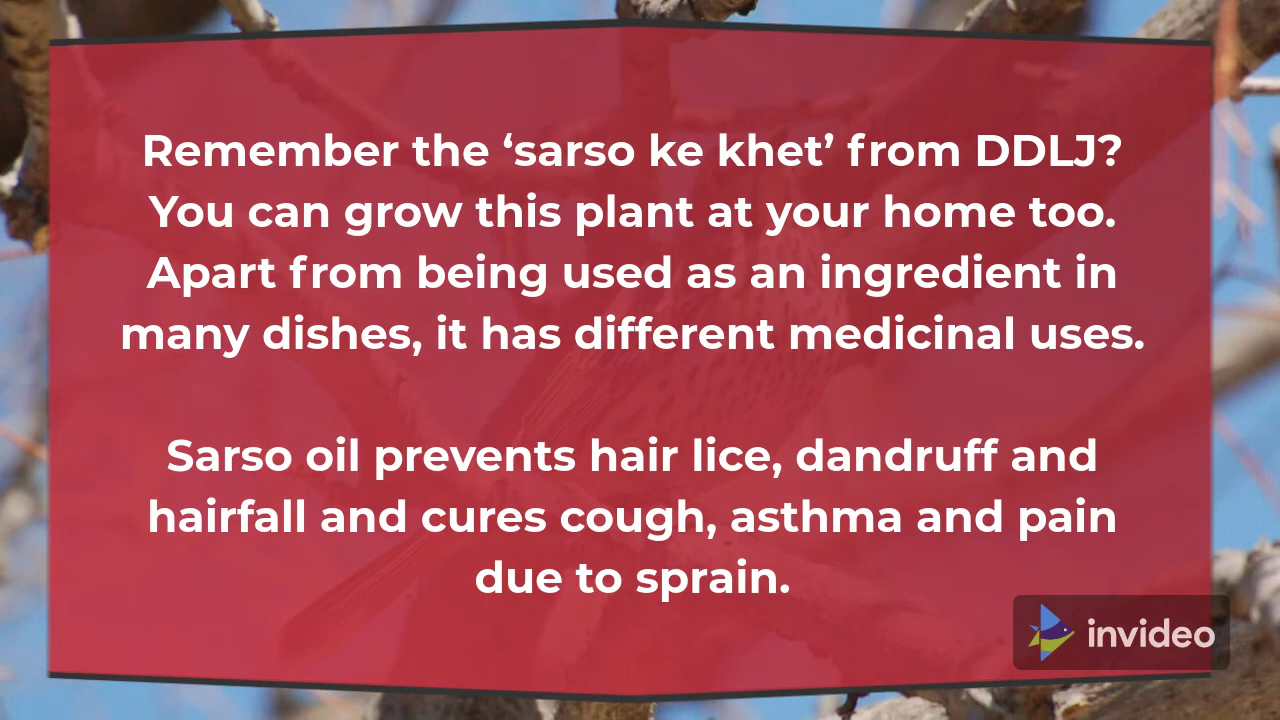 Remember the ‘sarso ke khet’ from DDLJ?
You can grow this plant at your home too.
Apart from being used as an ingredient in
many dishes, it has different medicinal uses.
Sarso oil prevents hair lice, dandruff and
hairfall and cures cough, asthma and pain
due to sprain.
invideo